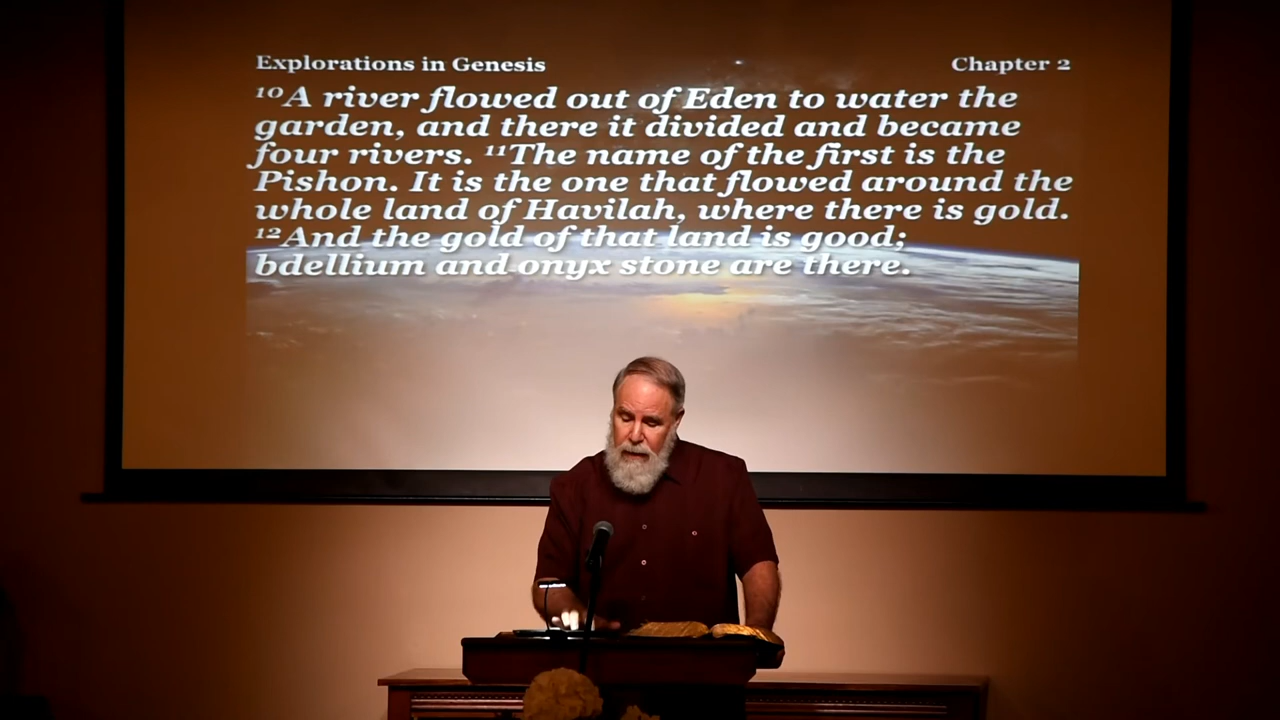 Explorations in Genesis Chapter 2
¹⁰A river flowed out of Eden to water the
garden, and there it divided and became
four rivers. ¹¹The name of the first is the
Pishon. It is the one that flowed around the
whole land of Havilah, where there is gold.
¹²And the gold of that land is good;
bdellium and onyx stone are there.